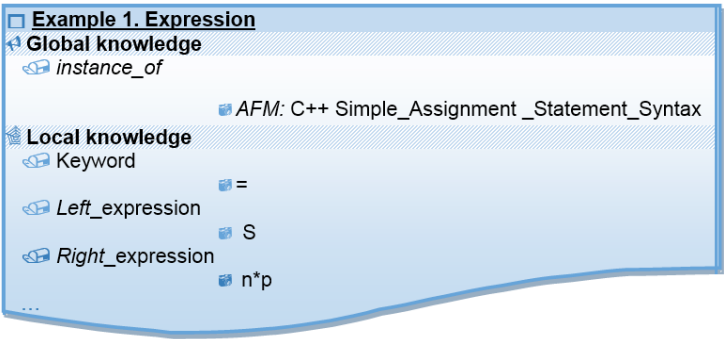 Example 1. Expression
Global knowledge
instance_of
AFM: C++ Simple_Assignment _Statement_Syntax
Local knowledge
Keyword
=
Left_expression
S
Right_expression
n*p
...